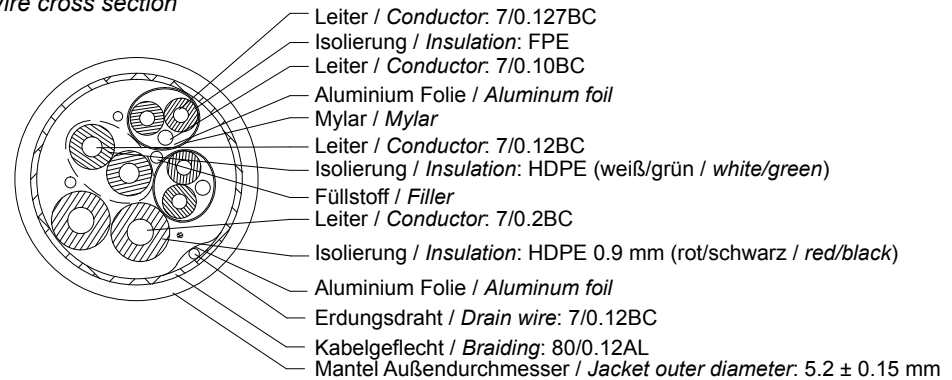 wire cross section
Leiter / Conductor: 7/0.127BC
Isolierung / Insulation: FPE
Leiter / Conductor: 7/0.10BC
Aluminium Folie / Aluminum foil
Mylar / Mylar
Leiter / Conductor: 7/0.12BC
Isolierung / Insulation: HDPE (weiß/grün / white/green)
Füllstoff / Filler
Leiter / Conductor: 7/0.2BC
Isolierung / Insulation: HDPE 0.9 mm (rot/schwarz / red/black)
Aluminium Folie / Aluminum foil
Erdungsdraht / Drain wire: 7/0.12BC
Kabelgeflecht / Braiding: 80/0.12AL
Mantel Außendurchmesser / Jacket outer diameter: 5.2 ± 0.15 mm